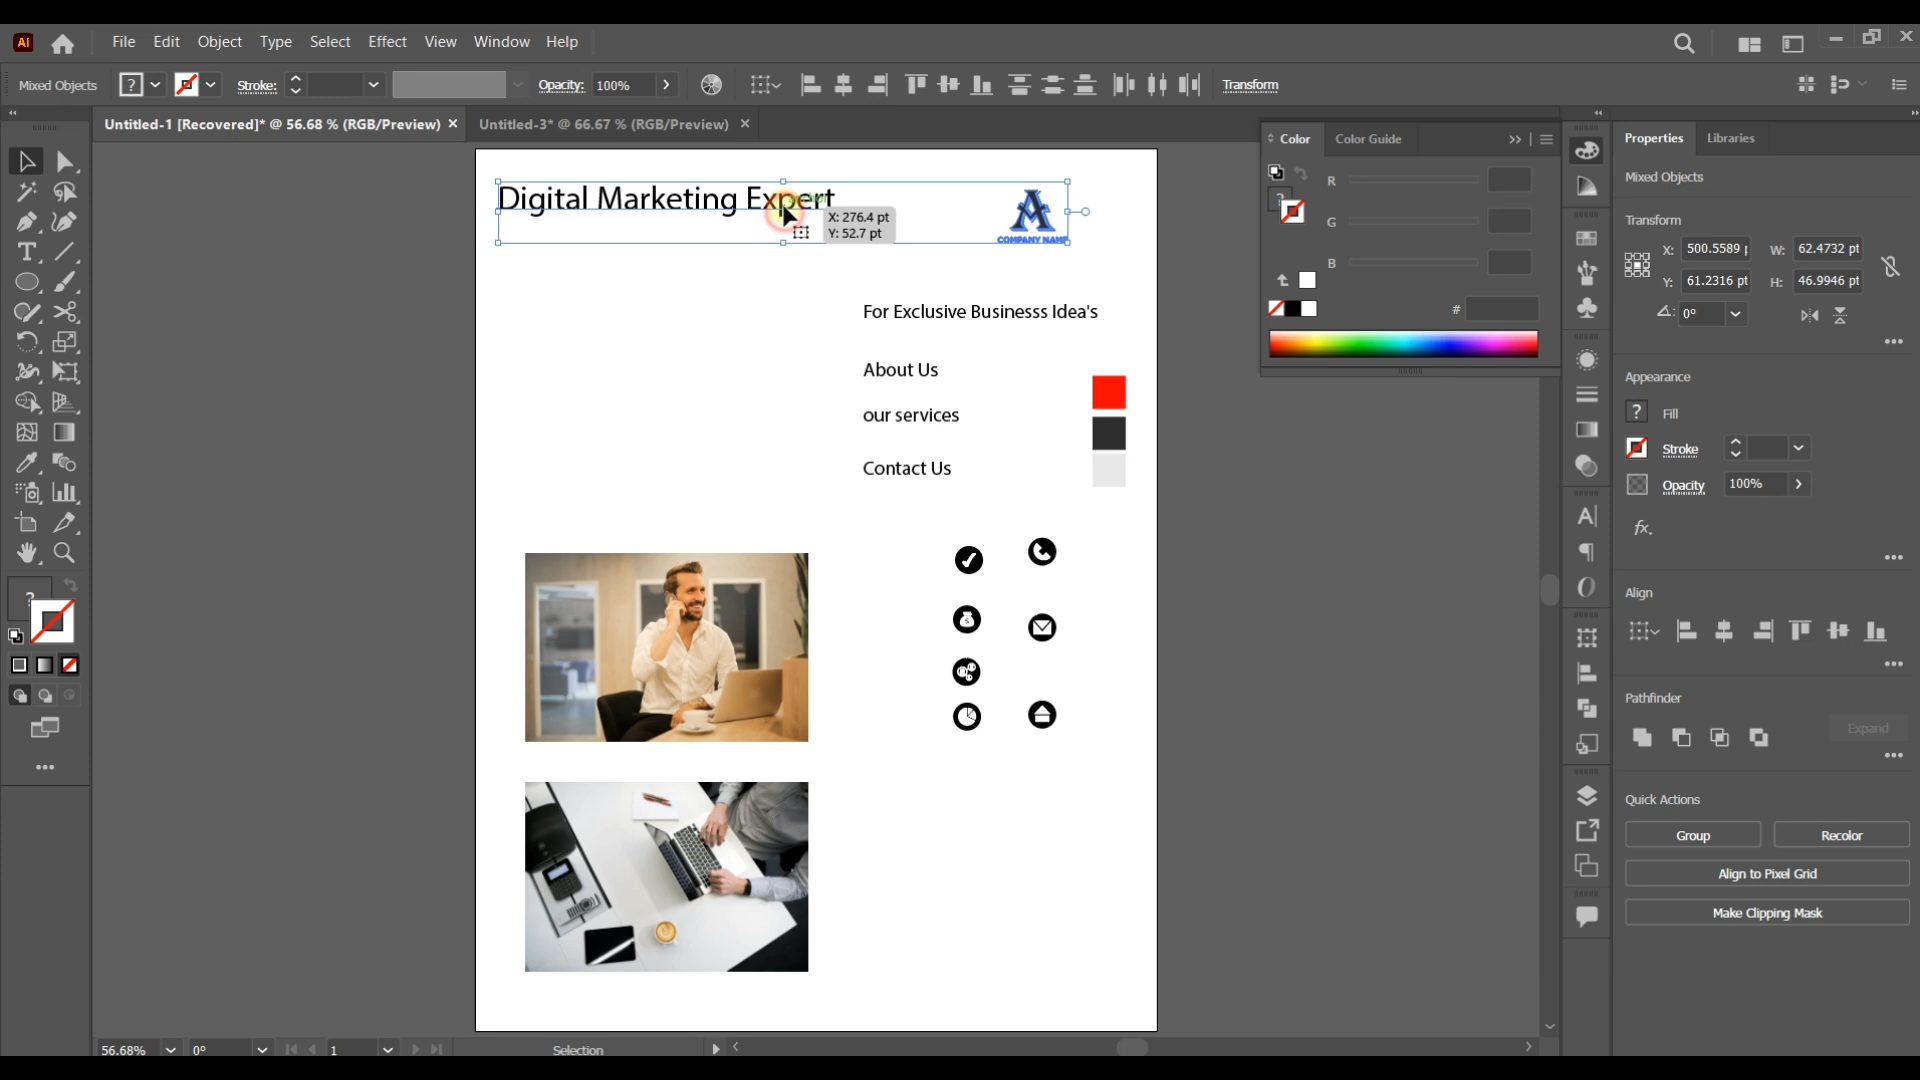 Ai File Edit Object Type Select Effect View Window Help
Mixed Objects ? Stroke: Opacity: 100% Transform
Untitled-1 [Recovered]* @ 56.68 % (RGB/Preview) × Untitled-3* @ 66.67 % (RGB/Preview) ×
Digital Marketing Expert
X: 276.4 pt
Y: 52.7 pt
A
COMPANY NAME
For Exclusive Businesss Idea's
About Us
our services
Contact Us
Color Color Guide
R
G
B
#
Properties Libraries
Mixed Objects
Transform
X: 500.5589 W: 62.4732 pt
Y: 61.2316 pt H: 46.9946 pt
0°
Appearance
? Fill
Stroke
Opacity 100%
fx.
Align
Pathfinder
Expand
Quick Actions
Group Recolor
Align to Pixel Grid
Make Clipping Mask
56.68% 0° 1 Selection